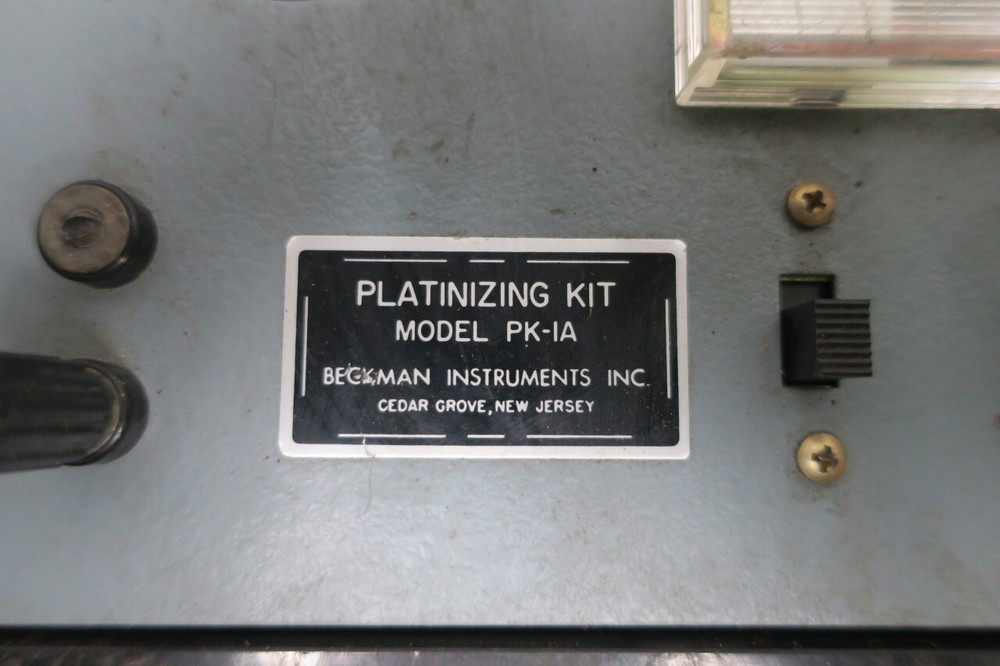 PLATINIZING KIT
MODEL PK-1A
BECKMAN INSTRUMENTS INC.
CEDAR GROVE, NEW JERSEY